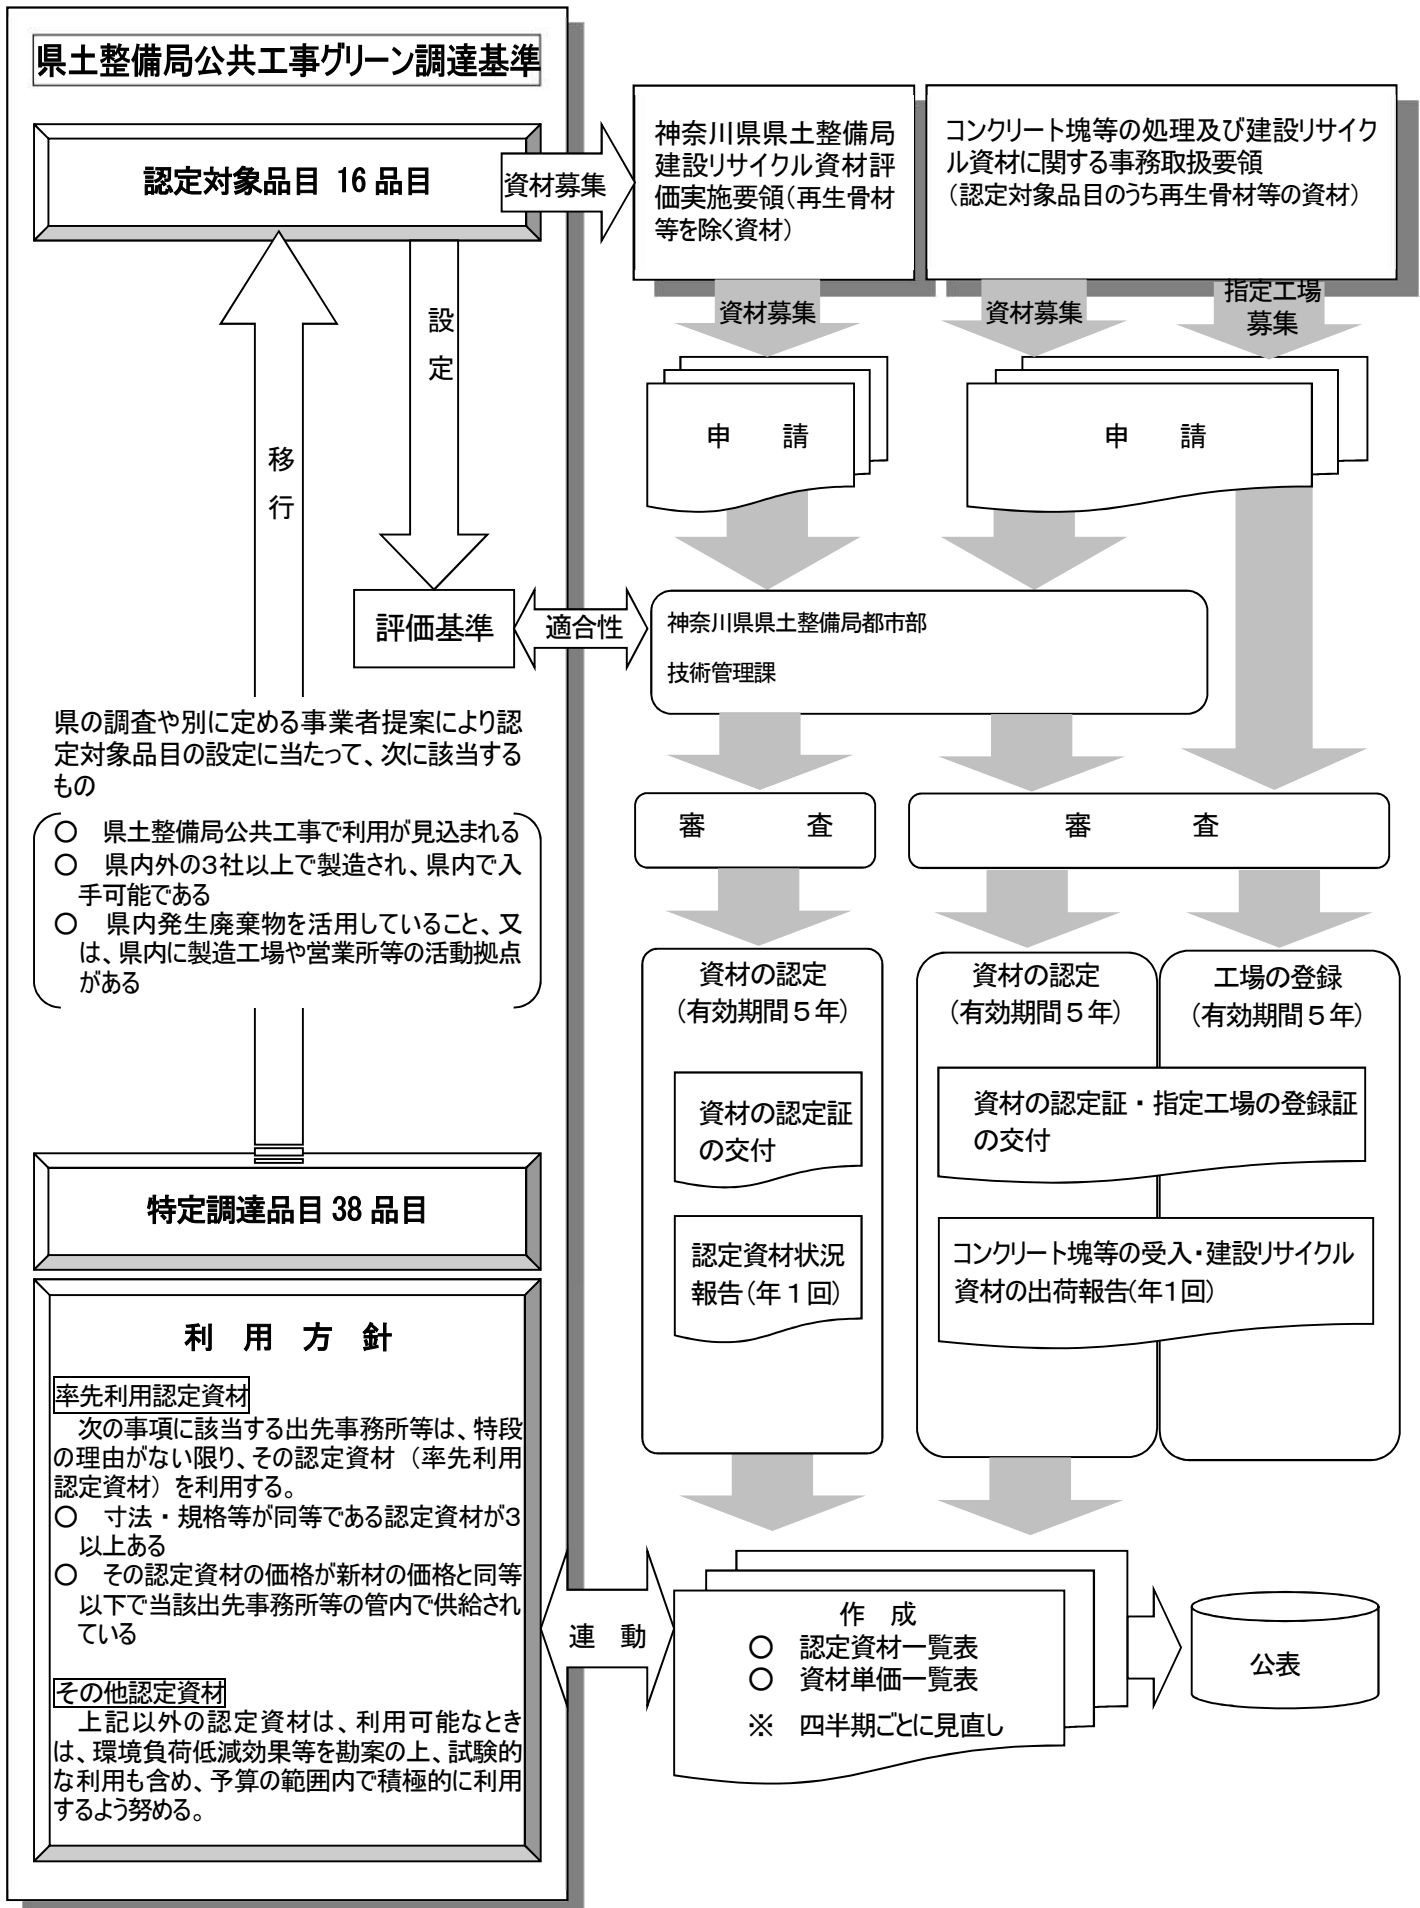 県土整備局公共工事グリーン調達基準
認定対象品目 16 品目
資材募集
設
定
移
行
評価基準
適合性
県の調査や別に定める事業者提案により認
定対象品目の設定に当たって、次に該当する
もの
○ 県土整備局公共工事で利用が見込まれる
○ 県内外の３社以上で製造され、県内で入
手可能である
○ 県内発生廃棄物を活用していること、又
は、県内に製造工場や営業所等の活動拠点
がある
特定調達品目 38 品目
利 用 方 針
率先利用認定資材
次の事項に該当する出先事務所等は、特段
の理由がない限り、その認定資材（率先利用
認定資材）を利用する。
○ 寸法・規格等が同等である認定資材が３
以上ある
○ その認定資材の価格が新材の価格と同等
以下で当該出先事務所等の管内で供給され
ている
その他認定資材
上記以外の認定資材は、利用可能なとき
は、環境負荷低減効果等を勘案の上、試験的
な利用も含め、予算の範囲内で積極的に利用
するよう努める。
神奈川県県土整備局
建設リサイクル資材評
価実施要領（再生骨材
等を除く資材）
コンクリート塊等の処理及び建設リサイク
ル資材に関する事務取扱要領
（認定対象品目のうち再生骨材等の資材）
資材募集
資材募集
指定工場
募集
申 請
申 請
神奈川県県土整備局都市部
技術管理課
審 査
審 査
資材の認定
（有効期間５年）
資材の認定証
の交付
認定資材状況
報告（年１回）
資材の認定
（有効期間５年）
工場の登録
（有効期間５年）
資材の認定証・指定工場の登録証
の交付
コンクリート塊等の受入・建設リサイクル
資材の出荷報告（年１回）
連 動
作 成
○ 認定資材一覧表
○ 資材単価一覧表
※ 四半期ごとに見直し
公表